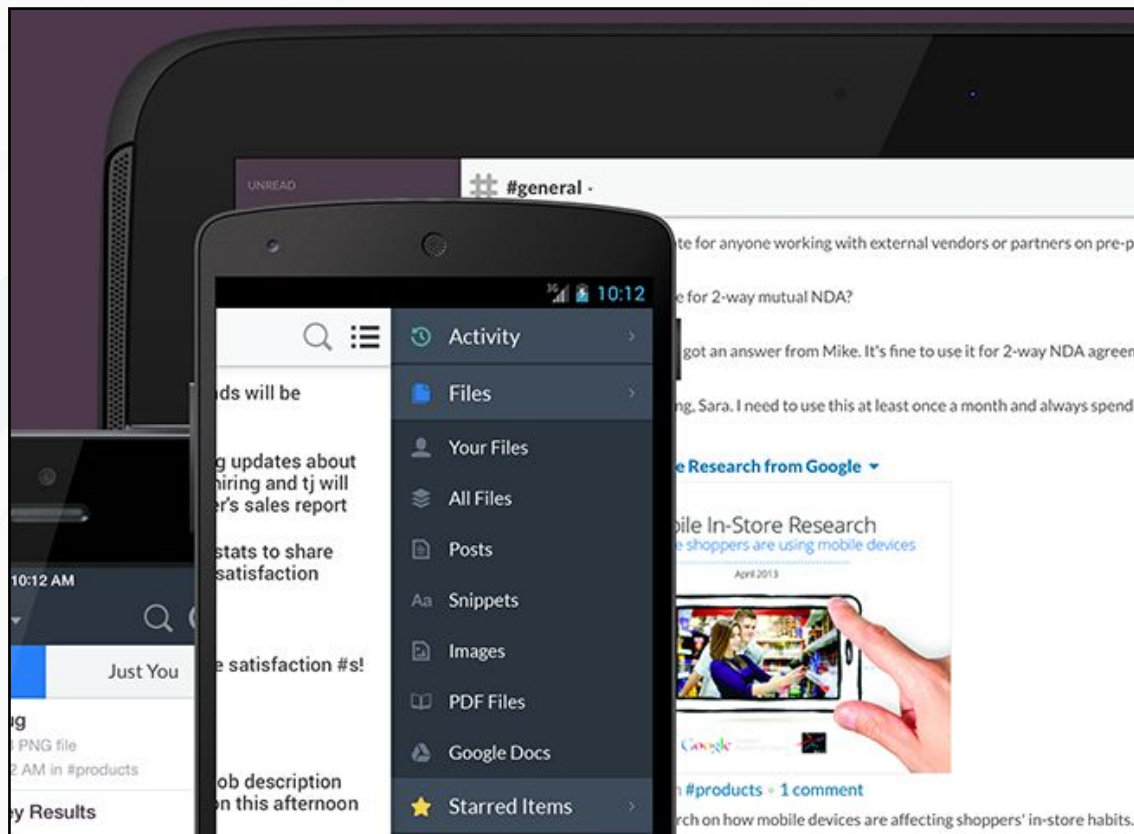 UNREAD
#general
te for anyone working with external vendors or partners on pre-p
e for 2-way mutual NDA?
got an answer from Mike. It's fine to use it for 2-way NDA agreem
ng, Sara. I need to use this at least once a month and always spend
e Research from Google
bile In-Store Research
e shoppers are using mobile devices
April 2013
Google
#products • 1 comment
rch on how mobile devices are affecting shoppers' in-store habits.
3G 10:12
ds will be
g updates about
hiring and tj will
er's sales report
stats to share
satisfaction
e satisfaction #s!
ob description
on this afternoon
Activity
Files
Your Files
All Files
Posts
Aa Snippets
Images
PDF Files
Google Docs
Starred Items
10:12 AM
Just You
ug
PNG file
2 AM in #products
ey Results